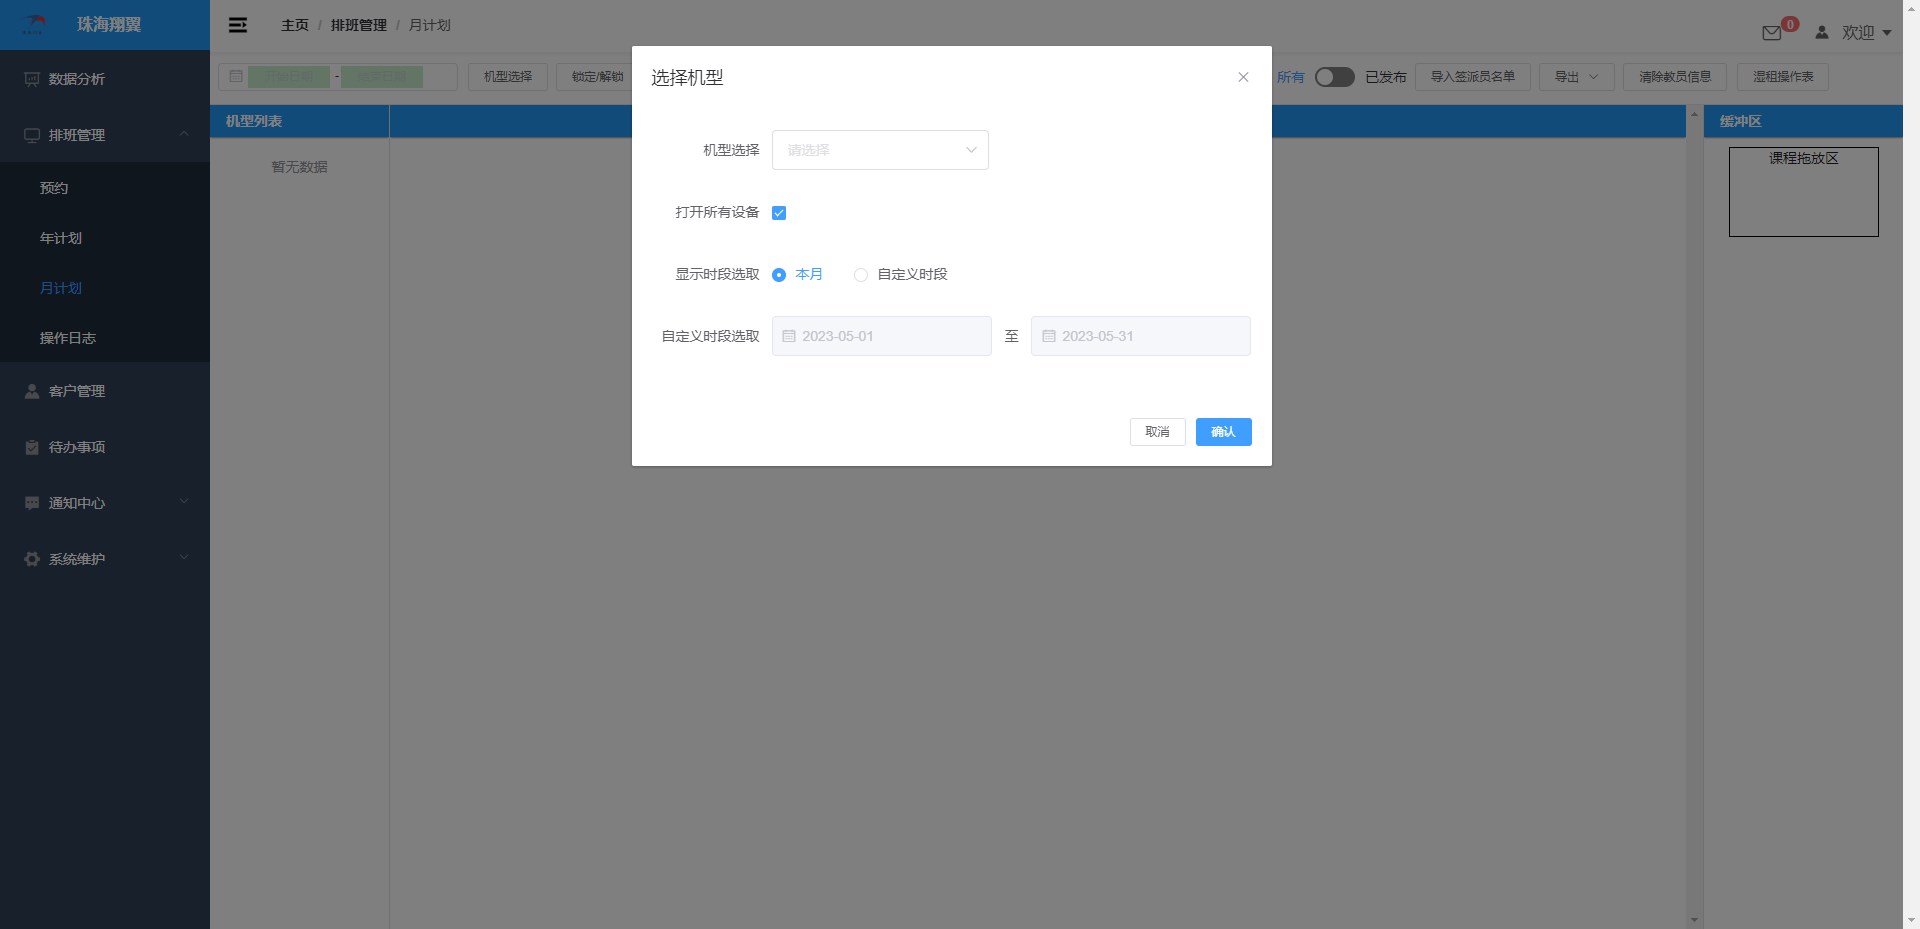 珠海翔翼
主页 / 排班管理 / 月计划
0
欢迎
数据分析
排班管理
预约
年计划
月计划
操作日志
客户管理
待办事项
通知中心
系统维护
-
机型选择
锁定/解锁
所有
已发布
导入签派员名单
导出
清除教员信息
湿租操作表
机型列表
暂无数据
缓冲区
课程拖放区
选择机型
机型选择 请选择
打开所有设备
显示时段选取 本月 自定义时段
自定义时段选取 2023-05-01 至 2023-05-31
取消 确认